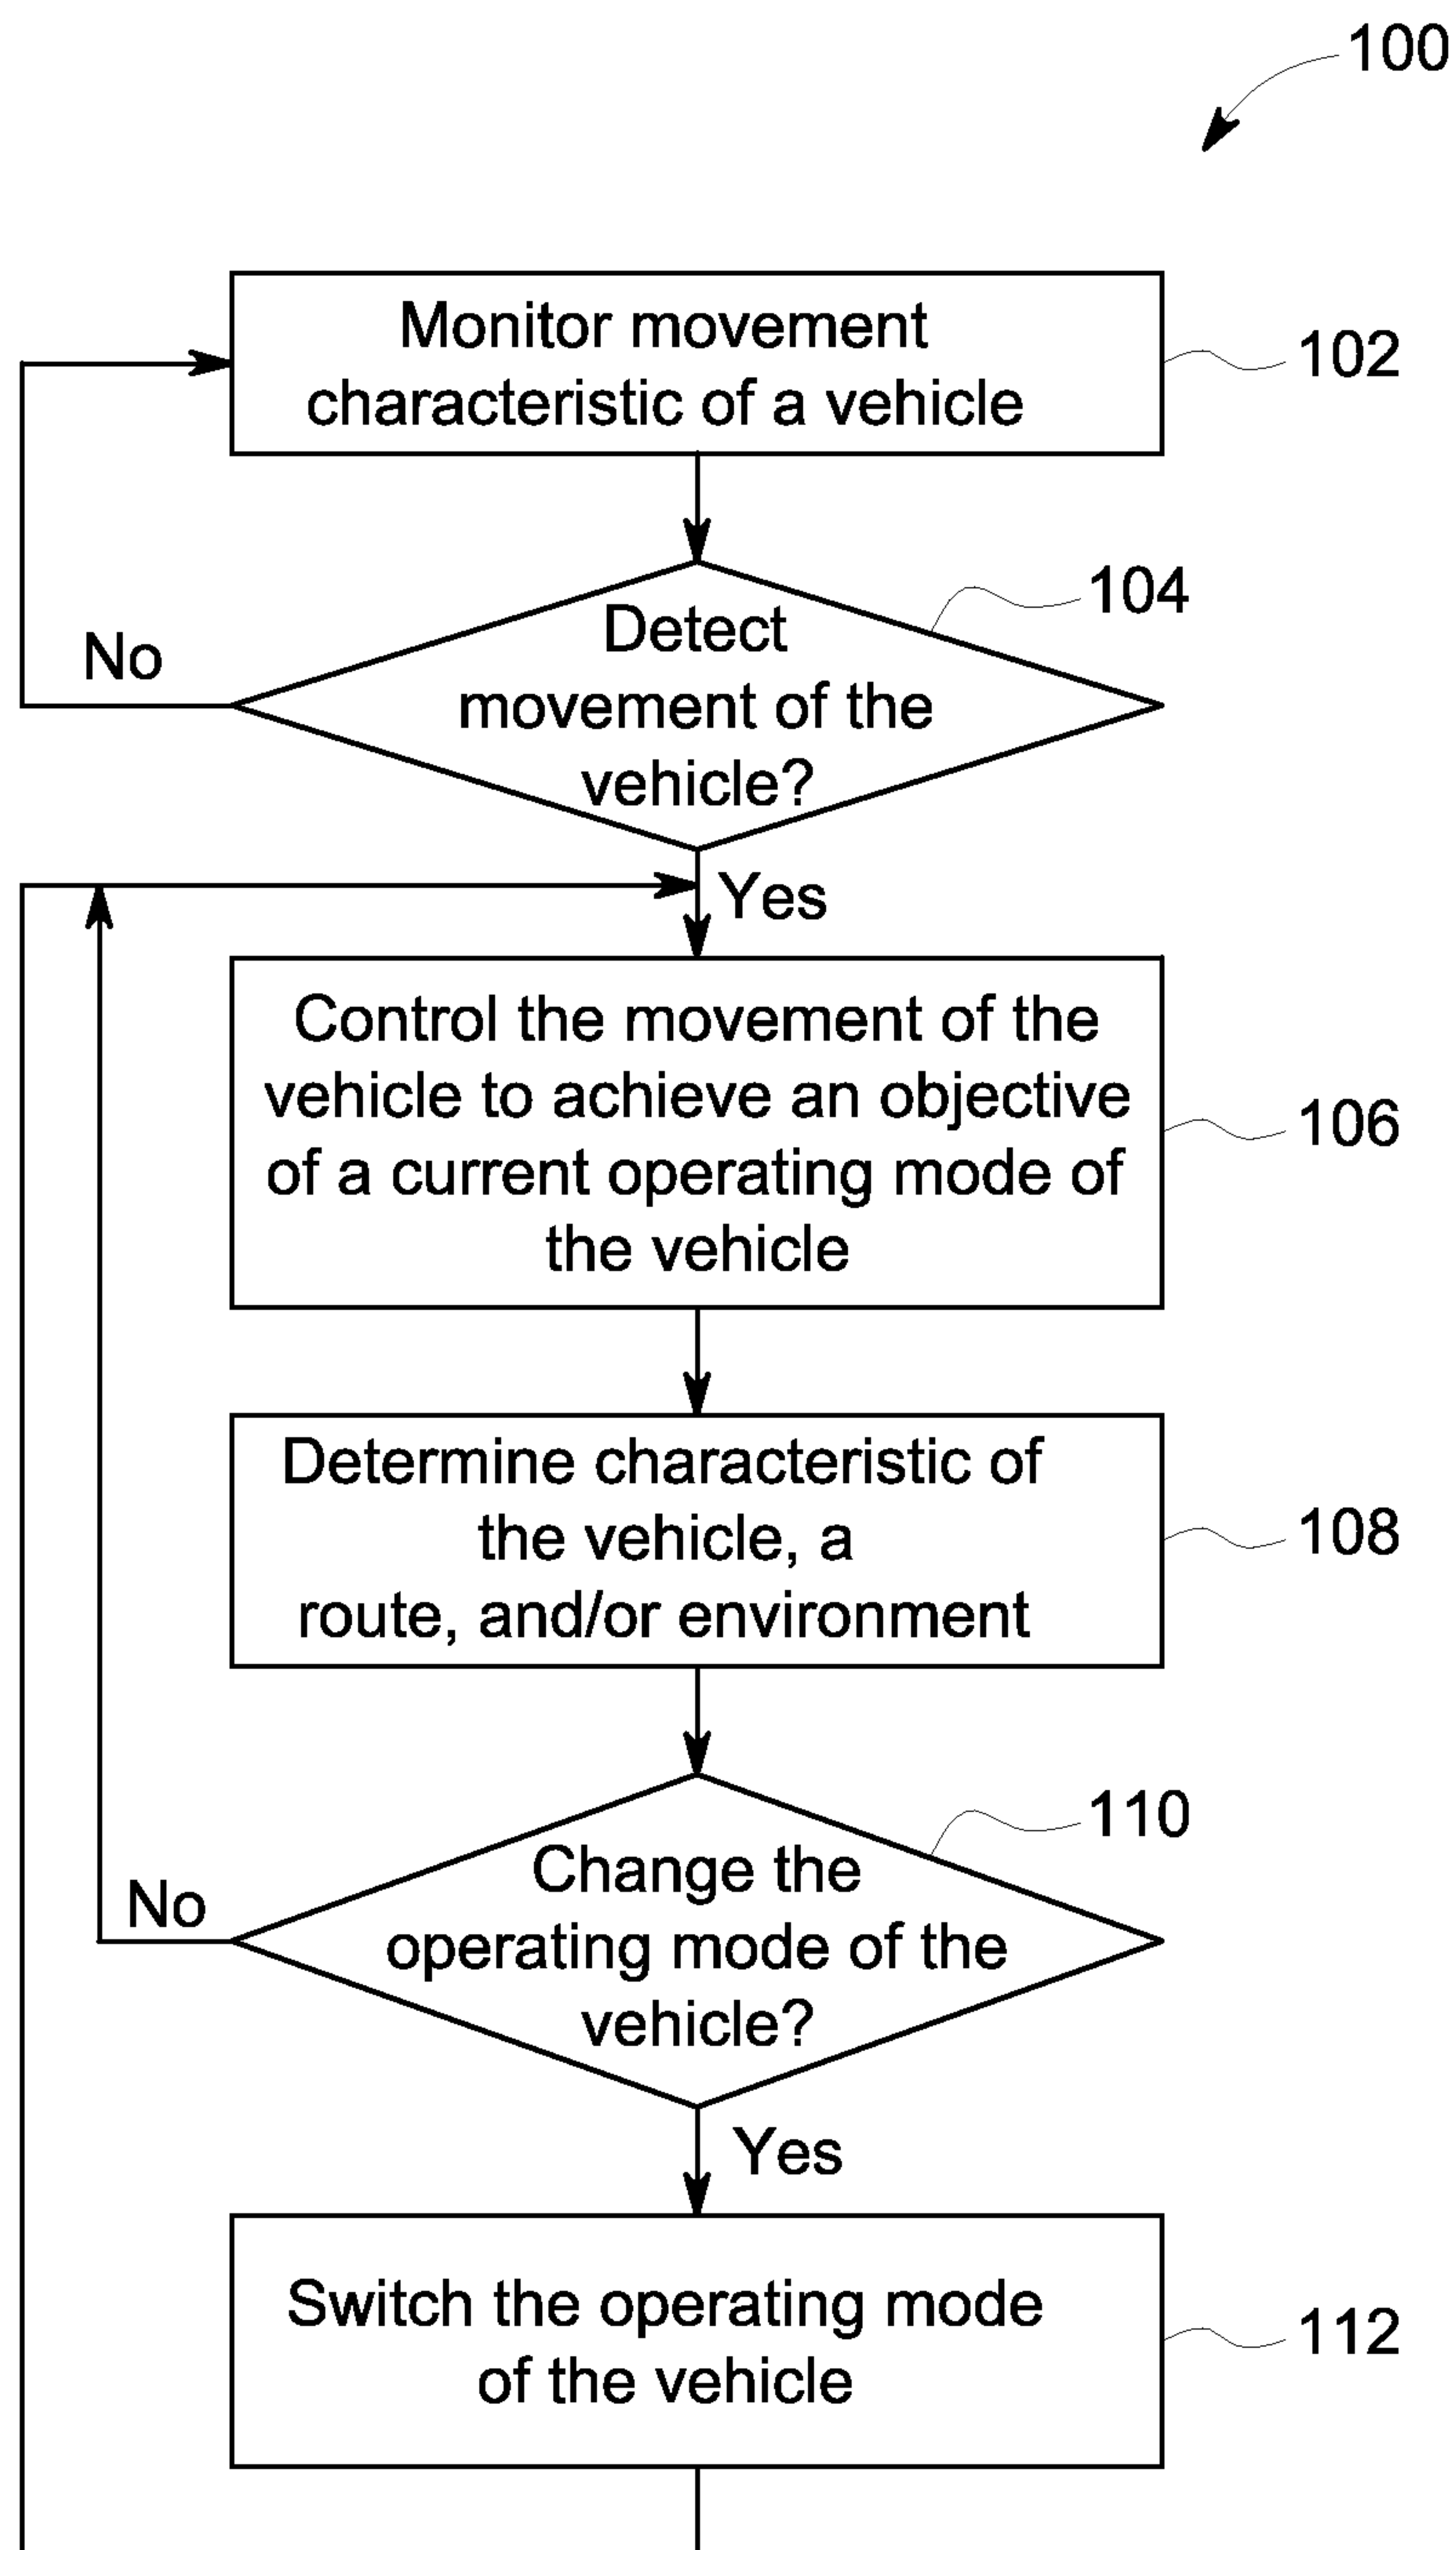 100
Monitor movement
characteristic of a vehicle
102
104
Detect
movement of the
vehicle?
No
Yes
Control the movement of the
vehicle to achieve an objective
of a current operating mode of
the vehicle
106
Determine characteristic of
the vehicle, a
route, and/or environment
108
110
Change the
operating mode of the
vehicle?
No
Yes
Switch the operating mode
of the vehicle
112